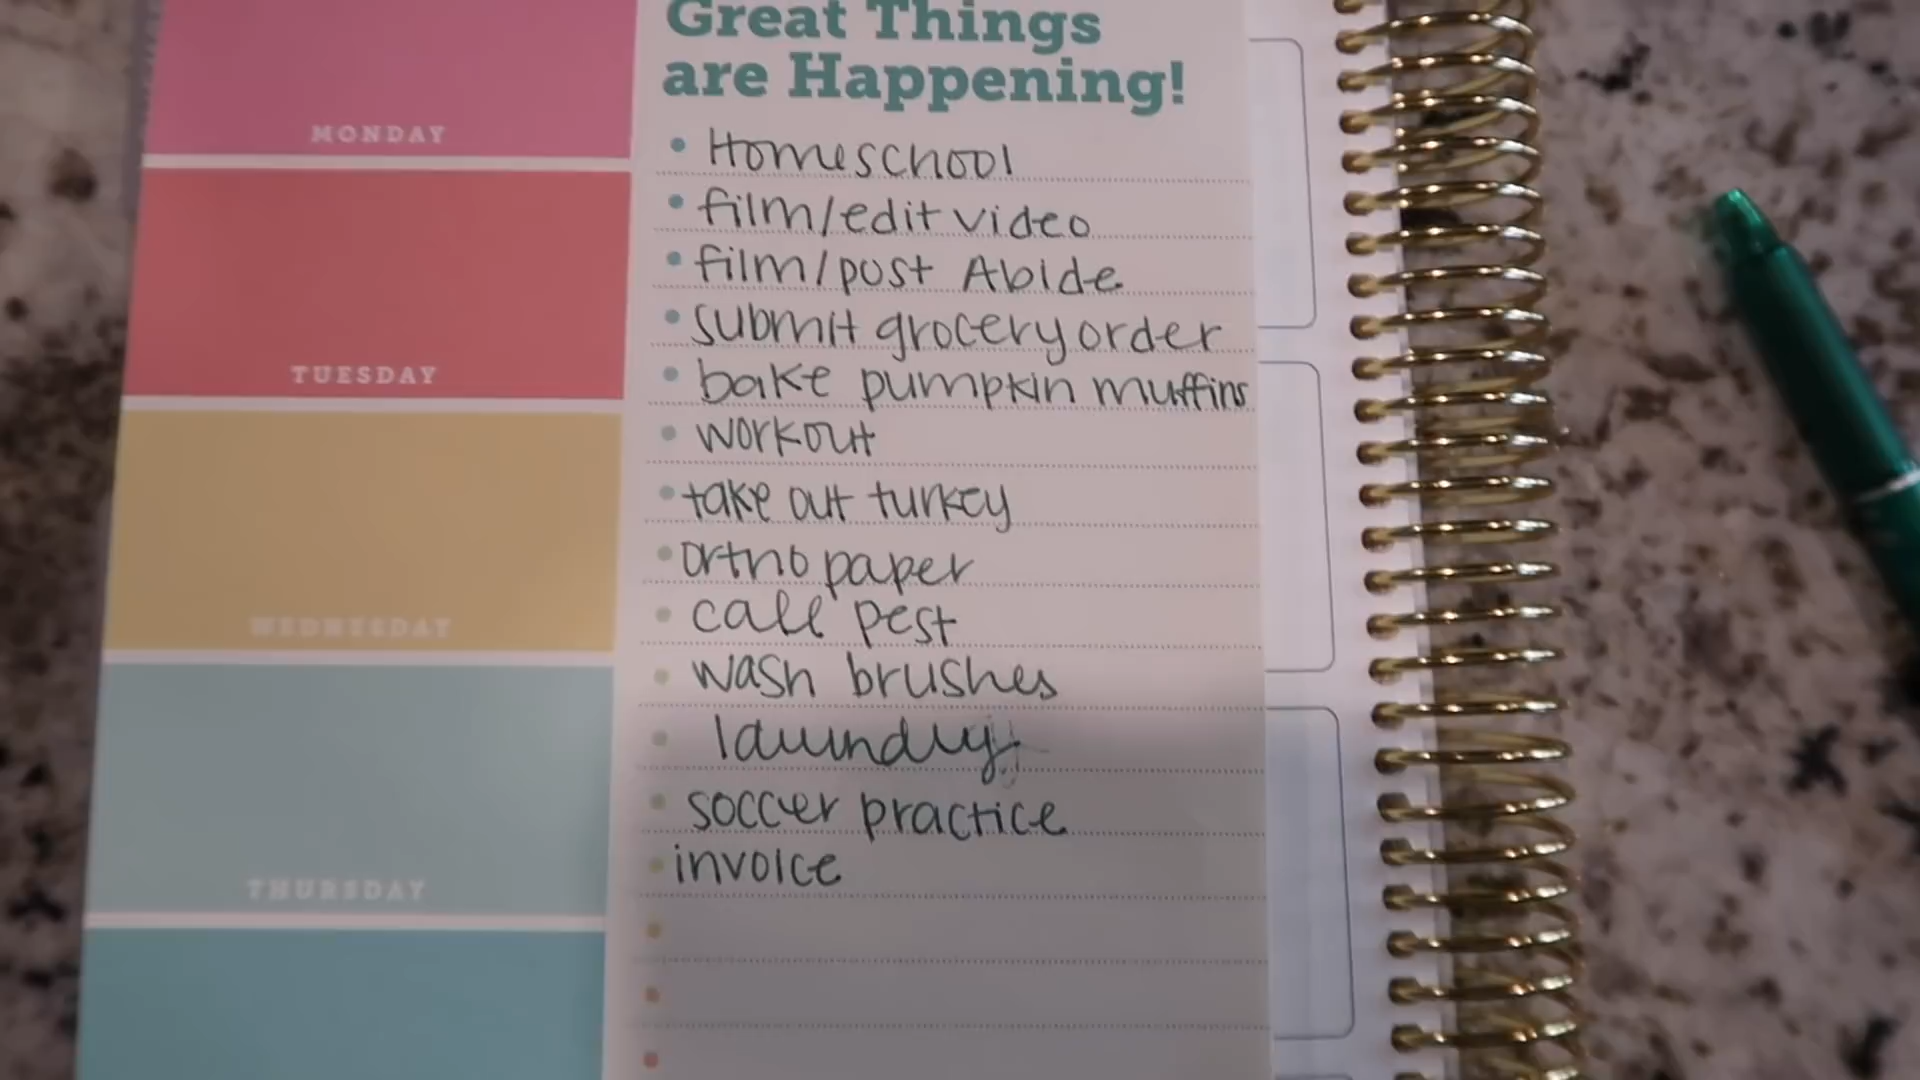 Great Things
are Happening!
MONDAY
TUESDAY
WEDNESDAY
THURSDAY
Homeschool
film/edit video
film/post Abide
submit grocery order
bake pumpkin muffins
workout
take out turkey
ortho paper
call pest
wash brushes
laundry
soccer practice
invoice